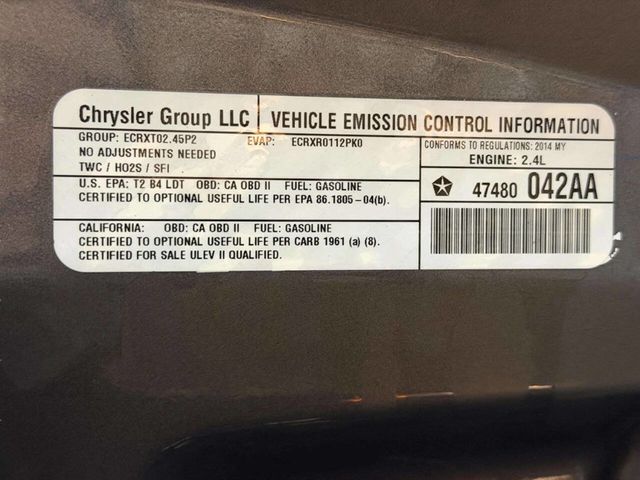 Chrysler Group LLC VEHICLE EMISSION CONTROL INFORMATION
GROUP: ECRXT02.45P2 EVAP: ECRXR0112PK0
NO ADJUSTMENTS NEEDED
TWC / HO2S / SFI
CONFORMS TO REGULATIONS: 2014 MY
ENGINE: 2.4L
U.S. EPA: T2 B4 LDT OBD: CA OBD II FUEL: GASOLINE
CERTIFIED TO OPTIONAL USEFUL LIFE PER EPA 86.1805-04(b).
47480 042AA
CALIFORNIA: OBD: CA OBD II FUEL: GASOLINE
CERTIFIED TO OPTIONAL USEFUL LIFE PER CARB 1961 (a) (8).
CERTIFIED FOR SALE ULEV II QUALIFIED.